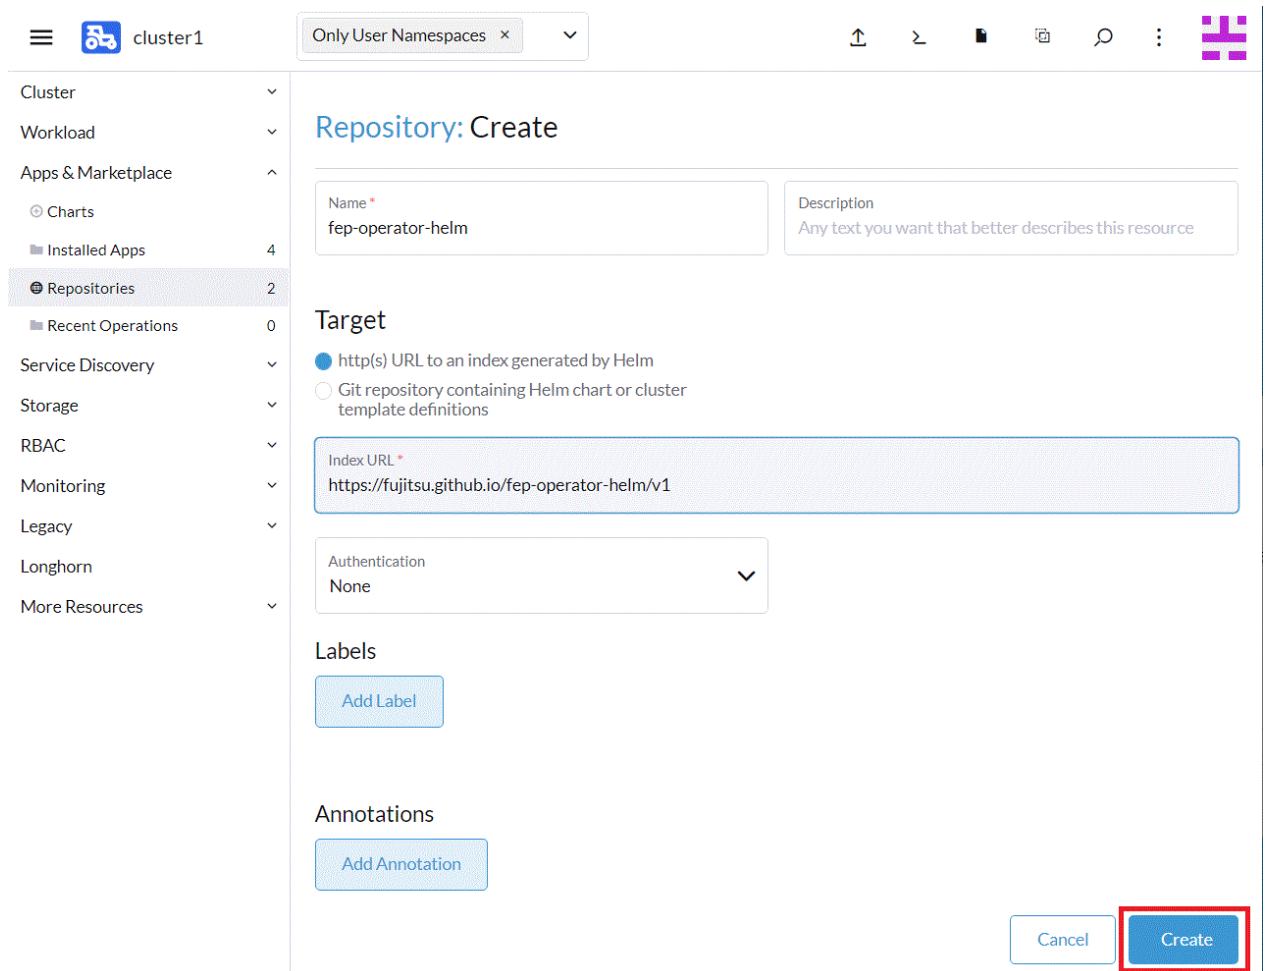 cluster1
Only User Namespaces ×
Cluster
Workload
Apps & Marketplace
Charts
Installed Apps 4
Repositories 2
Recent Operations 0
Service Discovery
Storage
RBAC
Monitoring
Legacy
Longhorn
More Resources
Repository: Create
Name *
fep-operator-helm
Description
Any text you want that better describes this resource
Target
http(s) URL to an index generated by Helm
Git repository containing Helm chart or cluster
template definitions
Index URL *
https://fujitsu.github.io/fep-operator-helm/v1
Authentication
None
Labels
Add Label
Annotations
Add Annotation
Cancel
Create